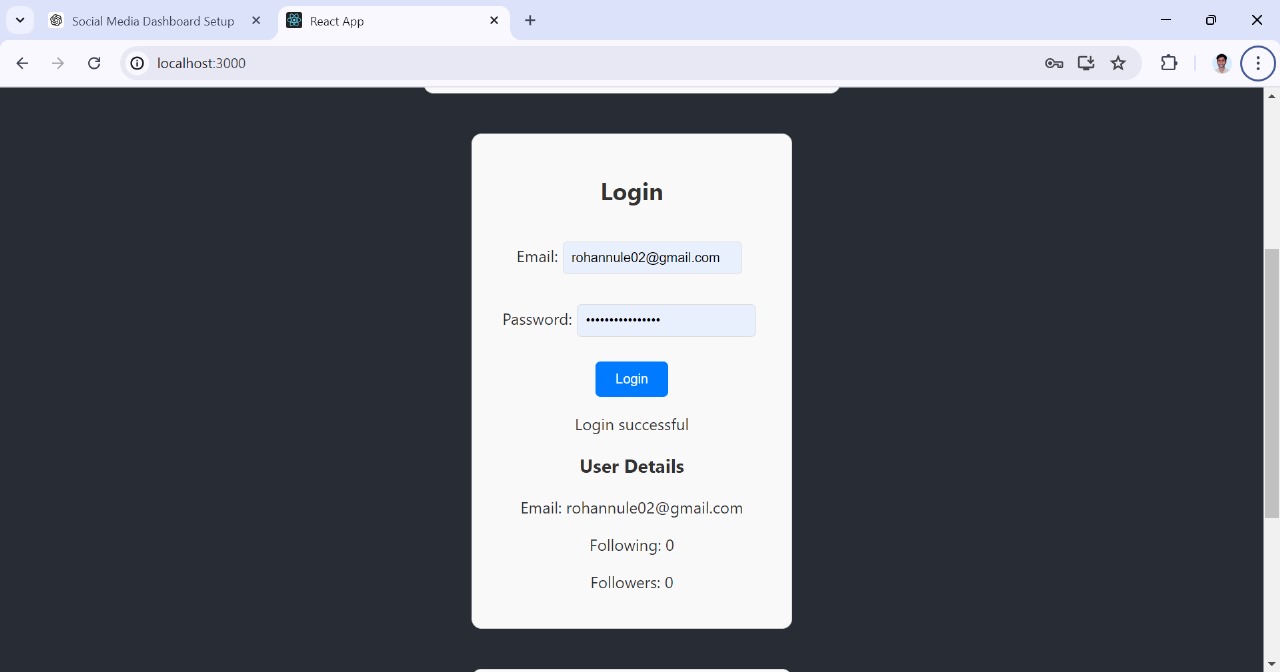 Social Media Dashboard Setup
React App
localhost:3000
Login
Email: rohannule02@gmail.com
Password: ••••••••••••••••
Login
Login successful
User Details
Email: rohannule02@gmail.com
Following: 0
Followers: 0